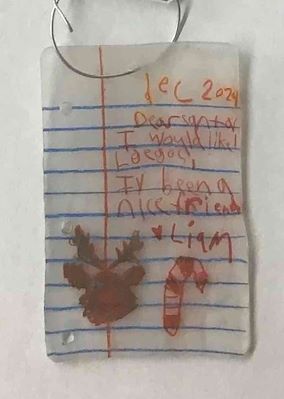 Dec 2024
Dear santa
I would like
Legos,
Iv been a
nice friend
♥ Liam